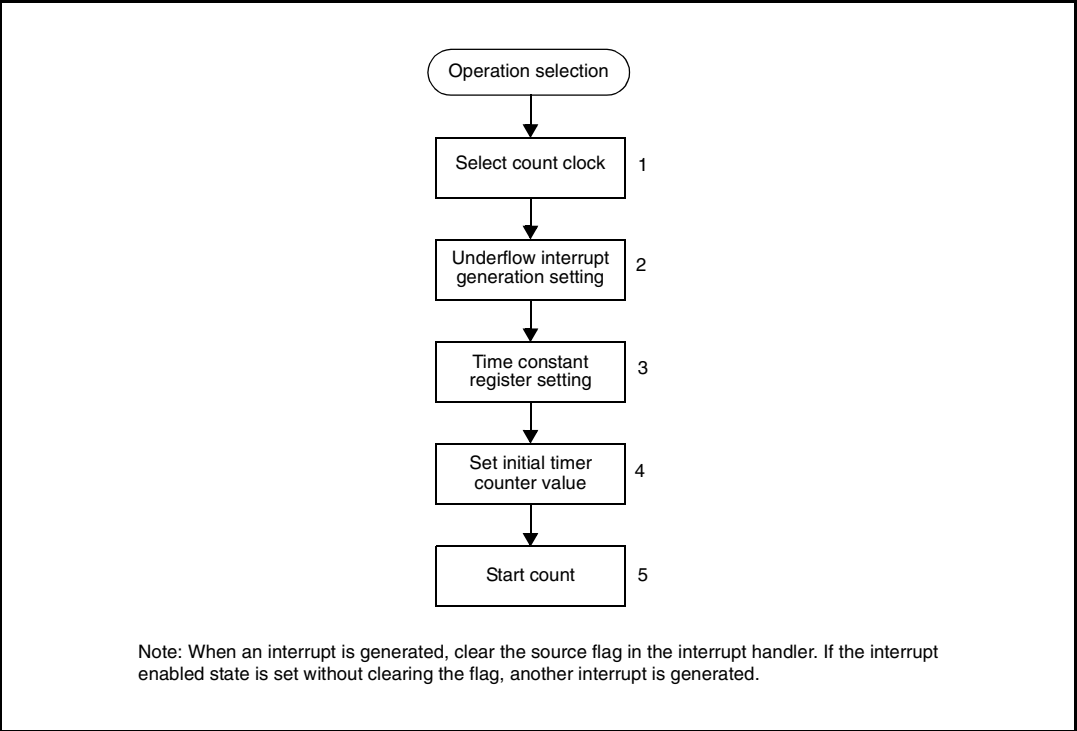 Operation selection
Select count clock
1
Underflow interrupt
generation setting
2
Time constant
register setting
3
Set initial timer
counter value
4
Start count
5
Note: When an interrupt is generated, clear the source flag in the interrupt handler. If the interrupt
enabled state is set without clearing the flag, another interrupt is generated.